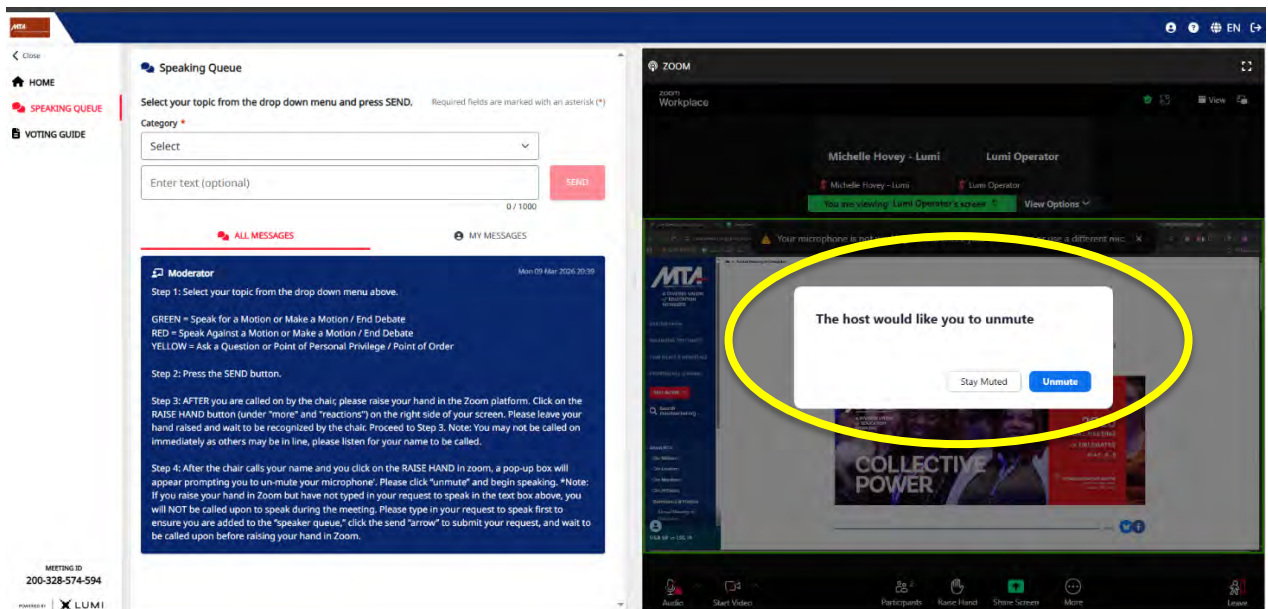 MTA
EN
Close
HOME
SPEAKING QUEUE
VOTING GUIDE
MEETING ID
200-328-574-594
POWERED BY LUMI
Speaking Queue
Select your topic from the drop down menu and press SEND.
Required fields are marked with an asterisk (*)
Category *
Select
Enter text (optional)
SEND
0 / 1000
ALL MESSAGES
MY MESSAGES
Moderator
Mon 09 Mar 2026 20:39
Step 1: Select your topic from the drop down menu above.
GREEN = Speak for a Motion or Make a Motion / End Debate
RED = Speak Against a Motion or Make a Motion / End Debate
YELLOW = Ask a Question or Point of Personal Privilege / Point of Order
Step 2: Press the SEND button.
Step 3: AFTER you are called on by the chair, please raise your hand in the Zoom platform. Click on the
RAISE HAND button (under "more" and "reactions") on the right side of your screen. Please leave your
hand raised and wait to be recognized by the chair. Proceed to Step 3. Note: You may not be called on
immediately as others may be in line, please listen for your name to be called.
Step 4: After the chair calls your name and you click on the RAISE HAND in zoom, a pop-up box will
appear prompting you to un-mute your microphone'. Please click "unmute" and begin speaking. *Note:
If you raise your hand in Zoom but have not typed in your request to speak in the text box above, you
will NOT be called upon to speak during the meeting. Please type in your request to speak first to
ensure you are added to the "speaker queue," click the send "arrow" to submit your request, and wait to
be called upon before raising your hand in Zoom.
ZOOM
zoom
Workplace
View
Michelle Hovey - Lumi
Lumi Operator
Michelle Hovey - Lumi
Lumi Operator
You are viewing Lumi Operator's screen
View Options
Your microphone is not
use a different mic
MTA
The host would like you to unmute
Stay Muted
Unmute
COLLECTIVE
POWER
Audio
Start Video
Participants
2
Raise Hand
Share Screen
More
Leave